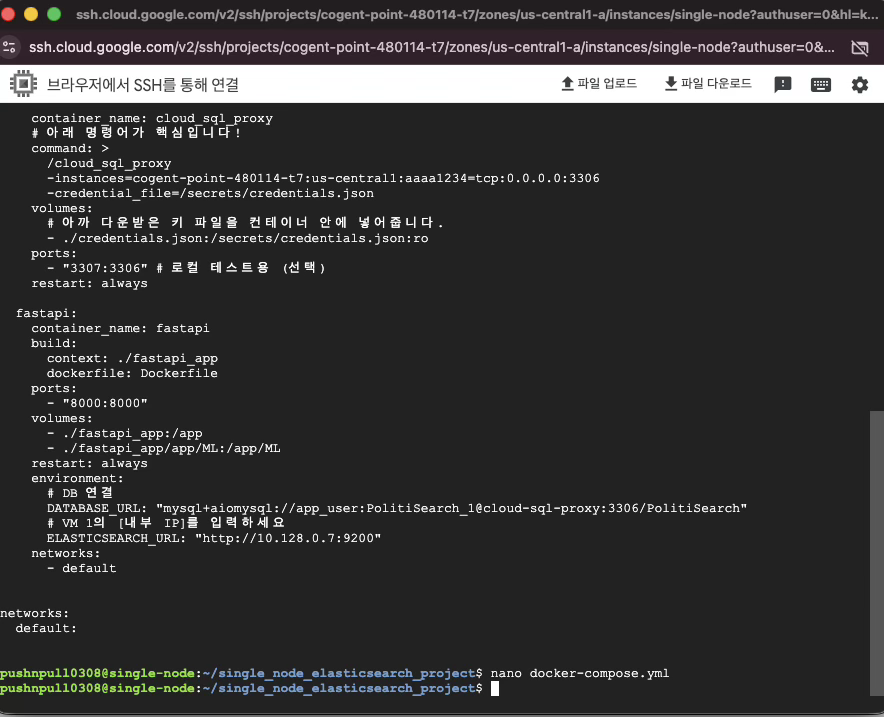 ssh.cloud.google.com/v2/ssh/projects/cogent-point-480114-t7/zones/us-central1-a/instances/single-node?authuser=0&hl=k...
ssh.cloud.google.com/v2/ssh/projects/cogent-point-480114-t7/zones/us-central1-a/instances/single-node?authuser=0&...
브라우저에서 SSH를 통해 연결
파일 업로드
파일 다운로드
container_name: cloud_sql_proxy
# 아래 명령어가 핵심입니다!
command: >
/cloud_sql_proxy
-instances=cogent-point-480114-t7:us-central1:aaaa1234=tcp:0.0.0.0:3306
-credential_file=/secrets/credentials.json
volumes:
# 아까 다운받은 키 파일을 컨테이너 안에 넣어줍니다.
- ./credentials.json:/secrets/credentials.json:ro
ports:
- "3307:3306" # 로컬 테스트용 (선택)
restart: always
fastapi:
container_name: fastapi
build:
context: ./fastapi_app
dockerfile: Dockerfile
ports:
- "8000:8000"
volumes:
- ./fastapi_app:/app
- ./fastapi_app/app/ML:/app/ML
restart: always
environment:
# DB 연결
DATABASE_URL: "mysql+aiomysql://app_user:PolitiSearch_1@cloud-sql-proxy:3306/PolitiSearch"
# VM 1의 [내부 IP]를 입력하세요
ELASTICSEARCH_URL: "http://10.128.0.7:9200"
networks:
- default
networks:
default:
pushnpull0308@single-node:~/single_node_elasticsearch_project$ nano docker-compose.yml
pushnpull0308@single-node:~/single_node_elasticsearch_project$